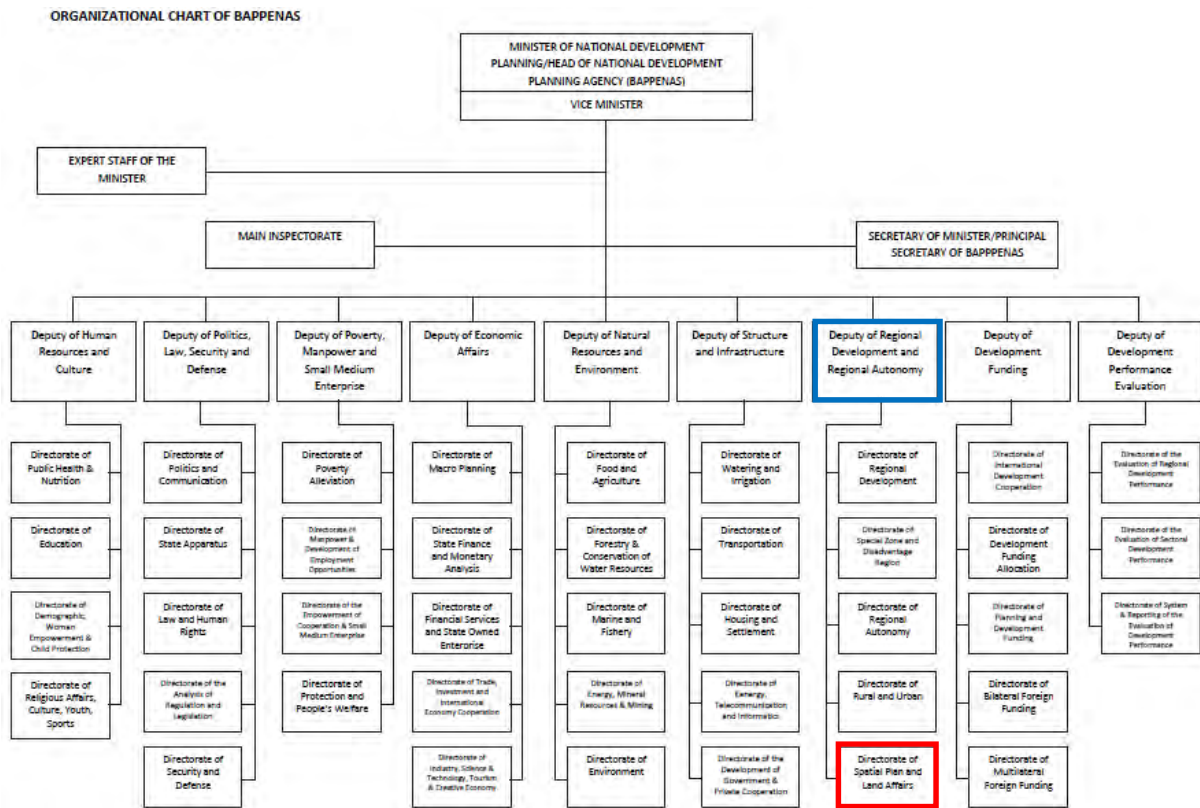 ORGANIZATIONAL CHART OF BAPPENAS
MINISTER OF NATIONAL DEVELOPMENT
PLANNING/HEAD OF NATIONAL DEVELOPMENT
PLANNING AGENCY (BAPPENAS)
VICE MINISTER
EXPERT STAFF OF THE
MINISTER
MAIN INSPECTORATE
SECRETARY OF MINISTER/PRINCIPAL
SECRETARY OF BAPPPENAS
Deputy of Human
Resources and
Culture
Deputy of Politics,
Law, Security and
Defense
Deputy of Poverty,
Manpower and
Small Medium
Enterprise
Deputy of Economic
Affairs
Deputy of Natural
Resources and
Environment
Deputy of Structure
and Infrastructure
Deputy of Regional
Development and
Regional Autonomy
Deputy of
Development
Funding
Deputy of
Development
Performance
Evaluation
Directorate of
Public Health &
Nutrition
Directorate of
Education
Directorate of
Demographic,
Woman
Empowerment &
Child Protection
Directorate of
Religious Affairs,
Culture, Youth,
Sports
Directorate of
Politics and
Communication
Directorate of
State Apparatus
Directorate of
Law and Human
Rights
Directorate of the
Analysis of
Regulation and
Legislation
Directorate of
Security and
Defense
Directorate of
Poverty
Alleviation
Directorate of
Manpower &
Development of
Employment
Opportunities
Directorate of the
Empowerment of
Cooperation & Small
Medium Enterprise
Directorate of
Protection and
People's Welfare
Directorate of
Macro Planning
Directorate of
State Finance
and Monetary
Analysis
Directorate of
Financial Services
and State Owned
Enterprise
Directorate of Trade,
Investment and
International
Economy Cooperation
Directorate of
Industry, Science &
Technology, Tourism
& Creative Economy
Directorate of
Food and
Agriculture
Directorate of
Forestry &
Conservation of
Water Resources
Directorate of
Marine and
Fishery
Directorate of
Energy, Mineral
Resources & Mining
Directorate of
Environment
Directorate of
Watering and
Irrigation
Directorate of
Transportation
Directorate of
Housing and
Settlement
Directorate of
Telecommunication
and Informatics
Directorate of the
Development of
Government &
Private Cooperation
Directorate of
Regional
Development
Directorate of
Special Zone and
Disadvantage
Region
Directorate of
Regional
Autonomy
Directorate of
Rural and Urban
Directorate of
Spatial Plan and
Land Affairs
Directorate of
International
Development
Cooperation
Directorate of
Development
Funding
Allocation
Directorate of
Planning and
Development
Funding
Directorate of
Bilateral Foreign
Funding
Directorate of
Multilateral
Foreign Funding
Directorate of the
Evaluation of Regional
Development
Performance
Directorate of the
Evaluation of Sectoral
Development
Performance
Directorate of System
& Reporting of the
Evaluation of
Development
Performance